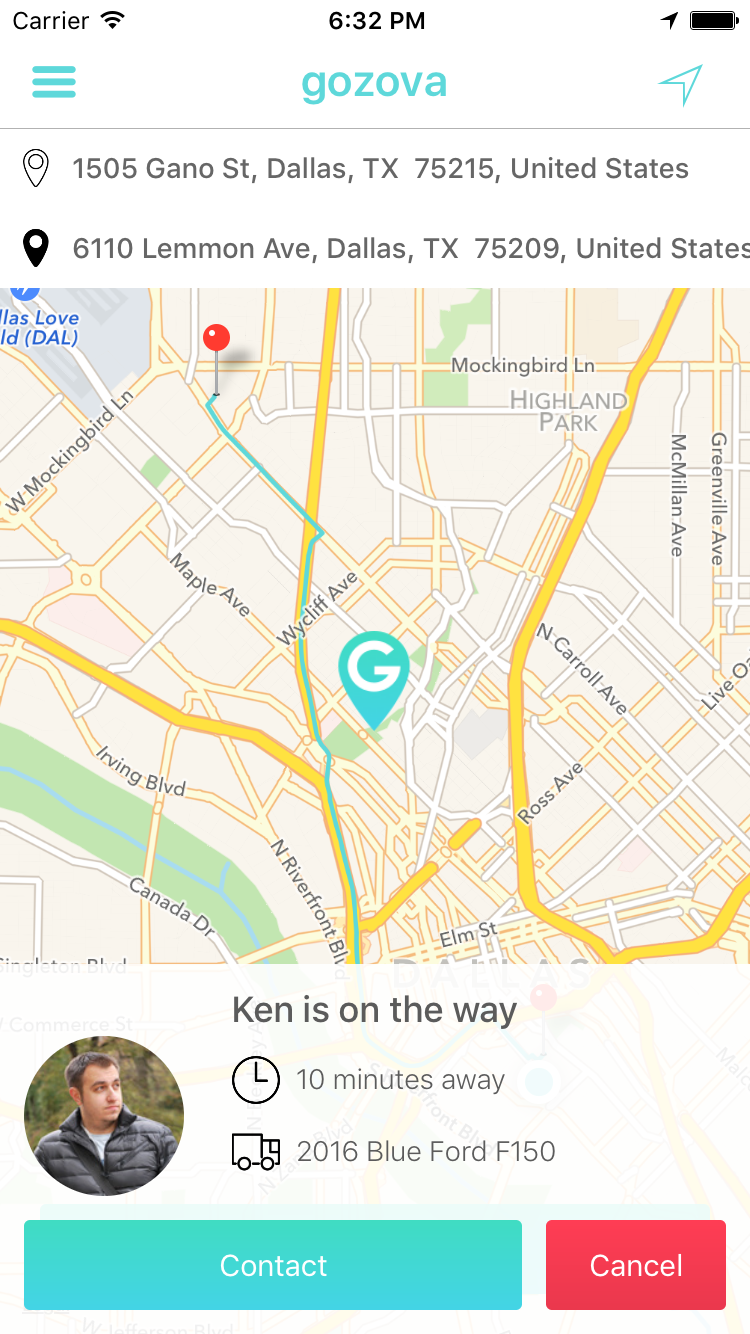 Carrier 6:32 PM
gozova
1505 Gano St, Dallas, TX 75215, United States
6110 Lemmon Ave, Dallas, TX 75209, United States
llas Love
ld (DAL)
Mockingbird Ln
HIGHLAND
PARK
W Mockingbird Ln
McMillan Ave
Greenville Ave
Maple Ave
Wycliff Ave
G
N Carroll Ave
Live O
Irving Blvd
Ross Ave
N Riverfront Blv
Canada Dr
Elm St
Singleton Blvd
DALLAS
Ken is on the way
Commerce St
10 minutes away
2016 Blue Ford F150
Contact
Cancel
W Jefferson Blvd